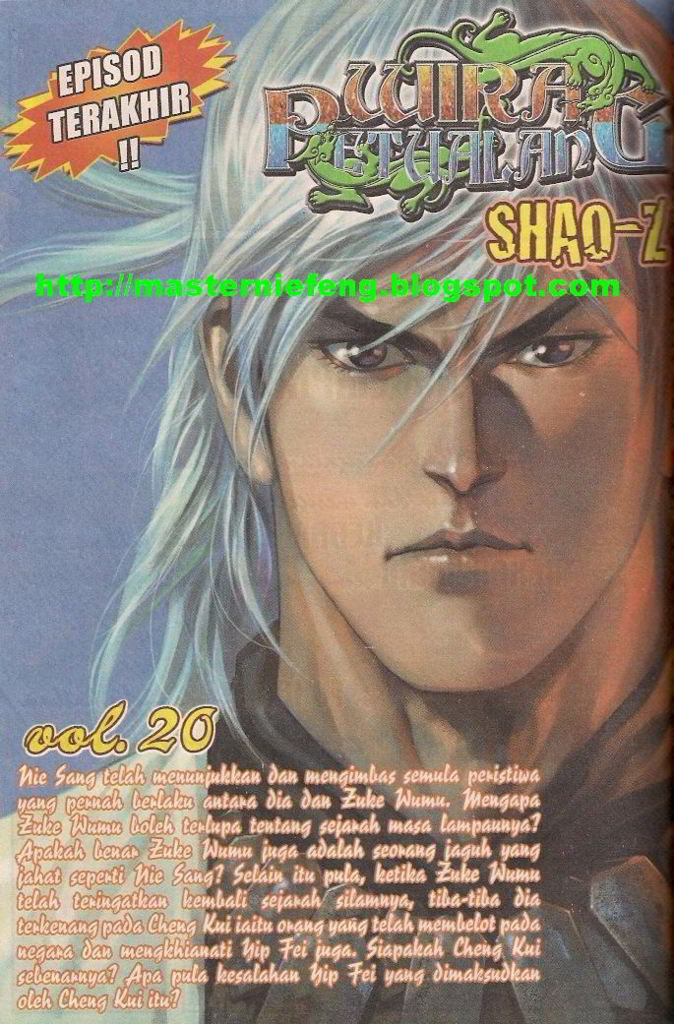 EPISOD
TERAKHIR
!!
WIRA
PETUALANG
SHAO-Z
http://masterniefeng.blogspot.com
vol. 20
Nie Sang telah menunjukkan dan mengimbas semula peristiwa
yang pernah berlaku antara dia dan Zuke Wumu. Mengapa
Zuke Wumu boleh terlupa tentang sejarah masa lampaunya?
Apakah benar Zuke Wumu juga adalah seorang jaguh yang
jahat seperti Nie Sang? Selain itu pula, ketika Zuke Wumu
telah teringatkan kembali sejarah silamnya, tiba-tiba dia
terkenang pada Cheng Kui iaitu orang yang telah membelot pada
negara dan mengkhianati Yip Fei juga. Siapakah Cheng Kui
sebenarnya? Apa pula kesalahan Yip Fei yang dimaksudkan
oleh Cheng Kui itu?